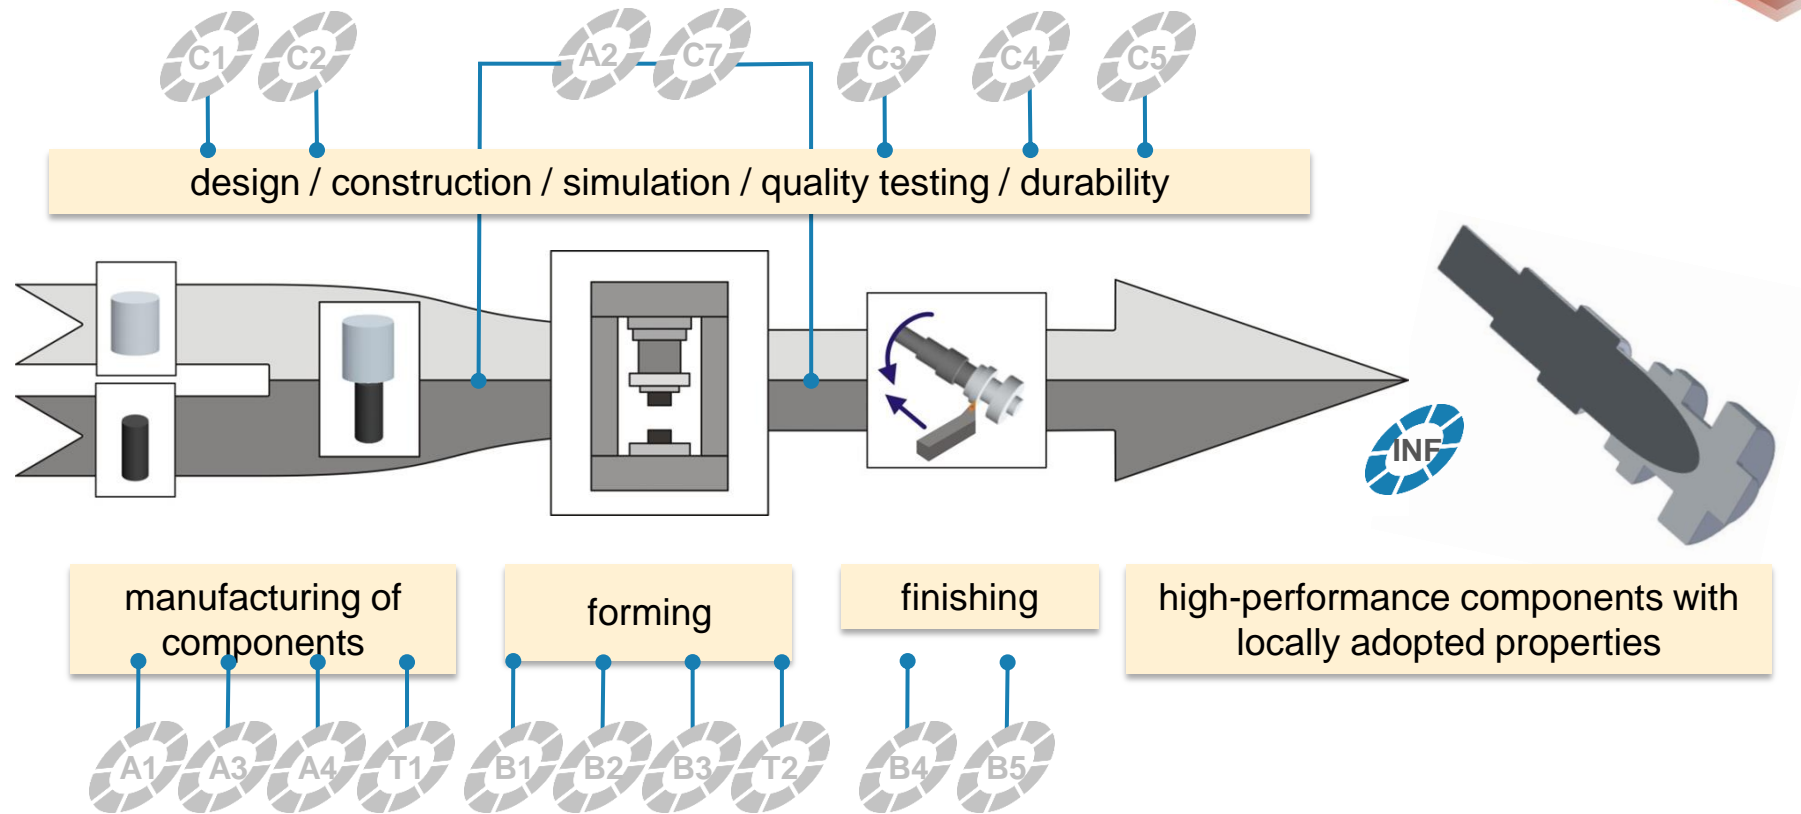 C1 C2 A2 C7 C3 C4 C5
design / construction / simulation / quality testing / durability
INF
manufacturing of
components
forming
finishing
high-performance components with
locally adopted properties
A1 A3 A4 T1 B1 B2 B3 T2 B4 B5